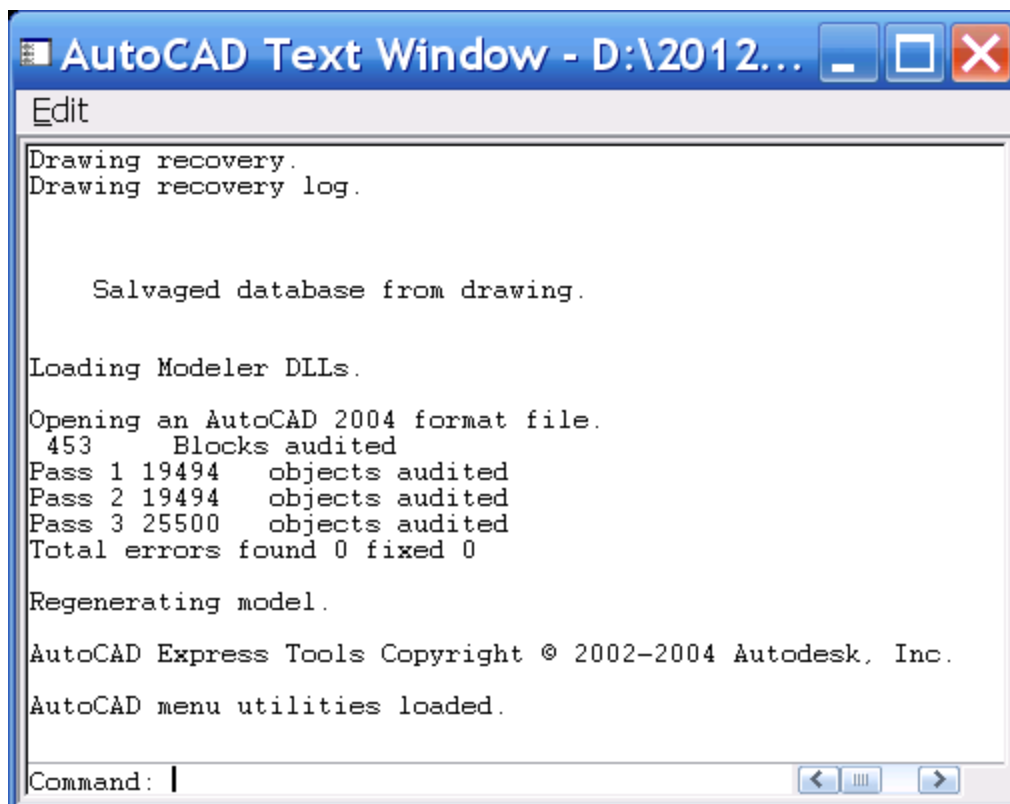 AutoCAD Text Window - D:\2012...
Edit
Drawing recovery.
Drawing recovery log.
Salvaged database from drawing.
Loading Modeler DLLs.
Opening an AutoCAD 2004 format file.
453 Blocks audited
Pass 1 19494 objects audited
Pass 2 19494 objects audited
Pass 3 25500 objects audited
Total errors found 0 fixed 0
Regenerating model.
AutoCAD Express Tools Copyright © 2002–2004 Autodesk, Inc.
AutoCAD menu utilities loaded.
Command: